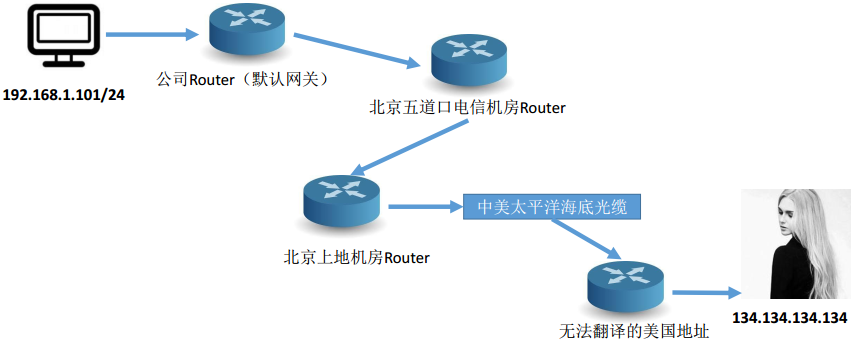 192.168.1.101/24
公司Router（默认网关）
北京五道口电信机房Router
北京上地机房Router
中美太平洋海底光缆
无法翻译的美国地址
134.134.134.134